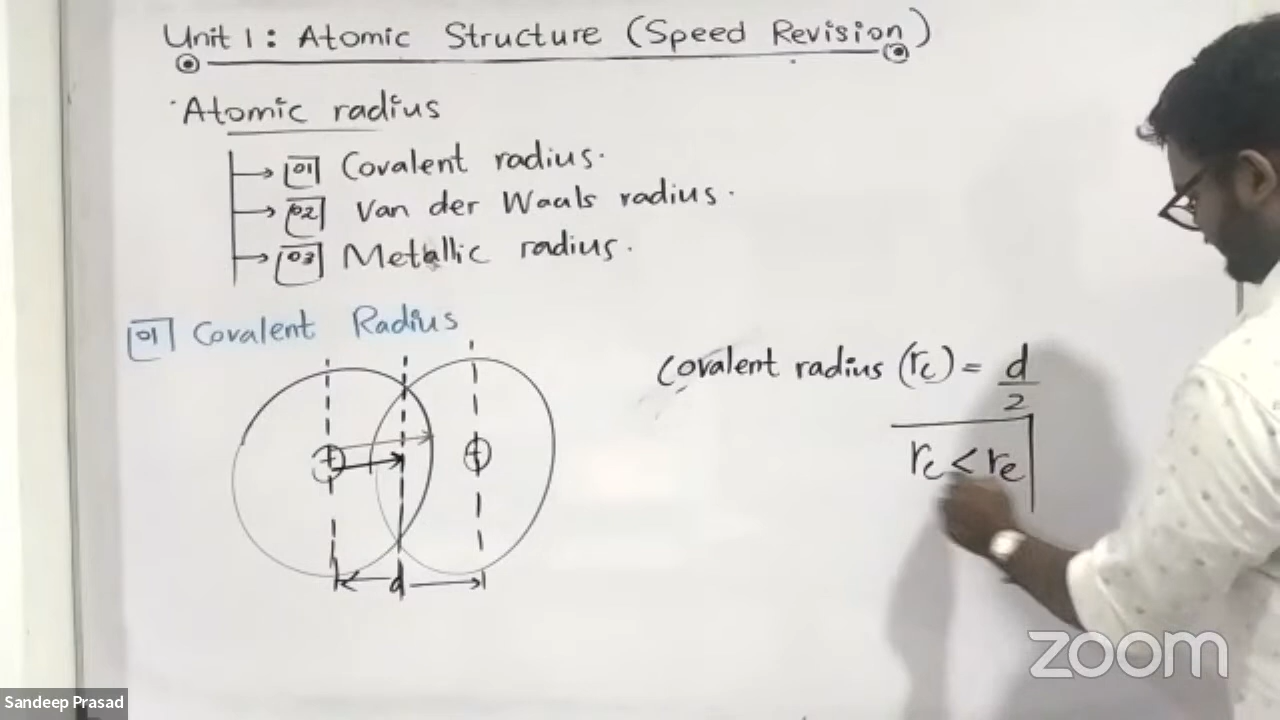 Unit 1: Atomic Structure (Speed Revision)
Atomic radius
01 Covalent radius.
02 Van der Waals radius.
03 Metallic radius.
01 Covalent Radius
Covalent radius (rc) = d/2
rc < re
+ +
d
zoom
Sandeep Prasad